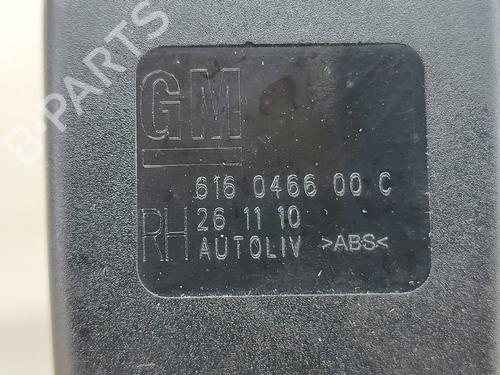 B-PARTS
GM
616 0466 00 C
RH 26 11 10
AUTOLIV >ABS<